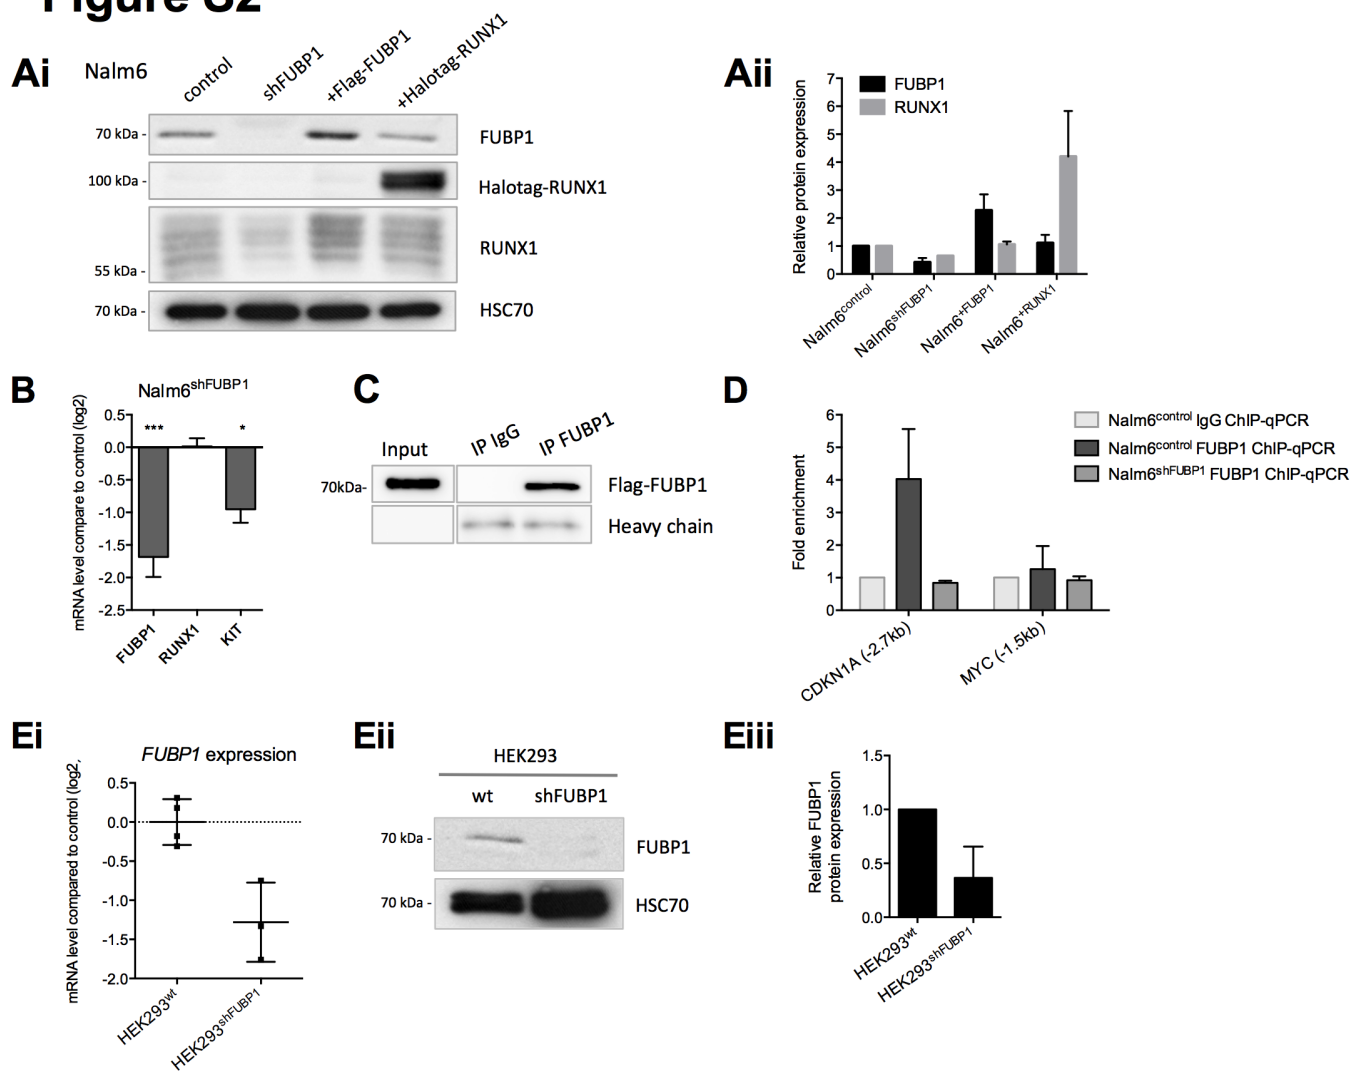 Figure S2
Ai
Nalm6
control
shFUBP1
+Flag-FUBP1
+Halotag-RUNX1
70 kDa -
FUBP1
100 kDa -
Halotag-RUNX1
RUNX1
55 kDa -
70 kDa -
HSC70
Aii
FUBP1
RUNX1
Relative protein expression
7
6
5
4
3
2
1
0
Nalm6control
Nalm6shFUBP1
Nalm6+FUBP1
Nalm6+RUNX1
B
Nalm6shFUBP1
mRNA level compare to control (log2)
0.5
0.0
-0.5
-1.0
-1.5
-2.0
-2.5
***
*
FUBP1
RUNX1
KIT
C
Input
IP IgG
IP FUBP1
70kDa-
Flag-FUBP1
Heavy chain
D
Fold enrichment
6
5
4
3
2
1
0
Nalm6control IgG ChIP-qPCR
Nalm6control FUBP1 ChIP-qPCR
Nalm6shFUBP1 FUBP1 ChIP-qPCR
CDKN1A (-2.7kb)
MYC (-1.5kb)
Ei
FUBP1 expression
mRNA level compared to control (log2,
0.5
0.0
-0.5
-1.0
-1.5
-2.0
HEK293wt
HEK293shFUBP1
Eii
HEK293
wt
shFUBP1
70 kDa -
FUBP1
70 kDa -
HSC70
Eiii
Relative FUBP1
protein expression
1.5
1.0
0.5
0.0
HEK293wt
HEK293shFUBP1